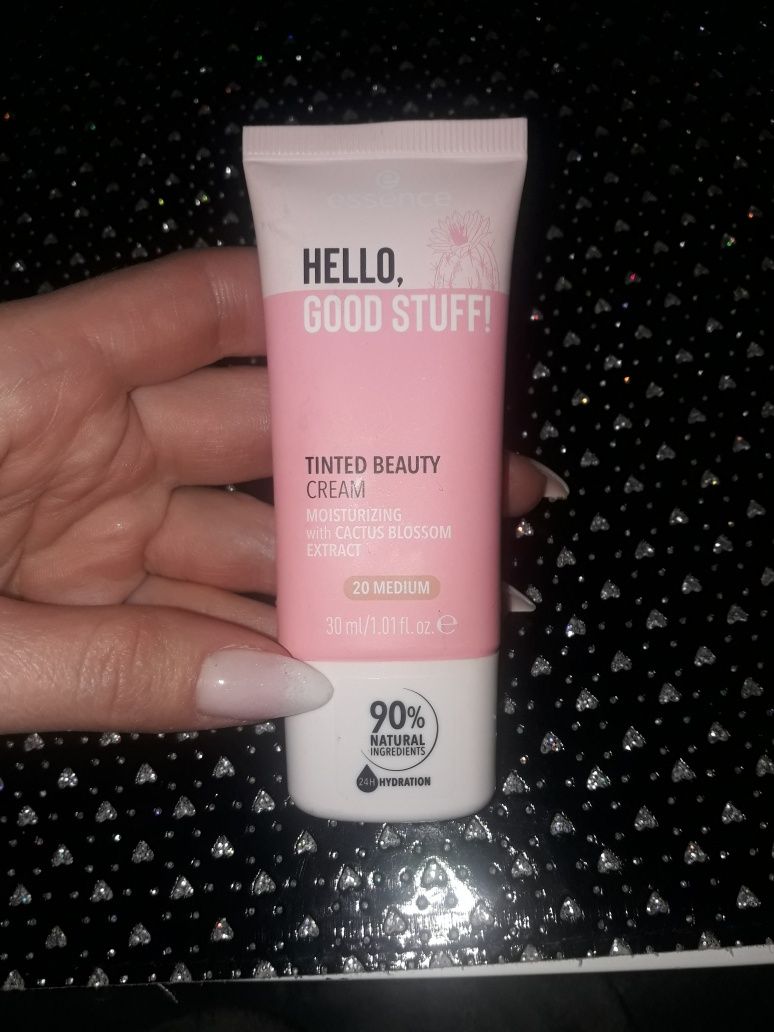 essence
HELLO,
GOOD STUFF!
TINTED BEAUTY
CREAM
MOISTURIZING
with CACTUS BLOSSOM
EXTRACT
20 MEDIUM
30 ml/1.01 fl. oz. ℮
90%
NATURAL
INGREDIENTS
24H HYDRATION